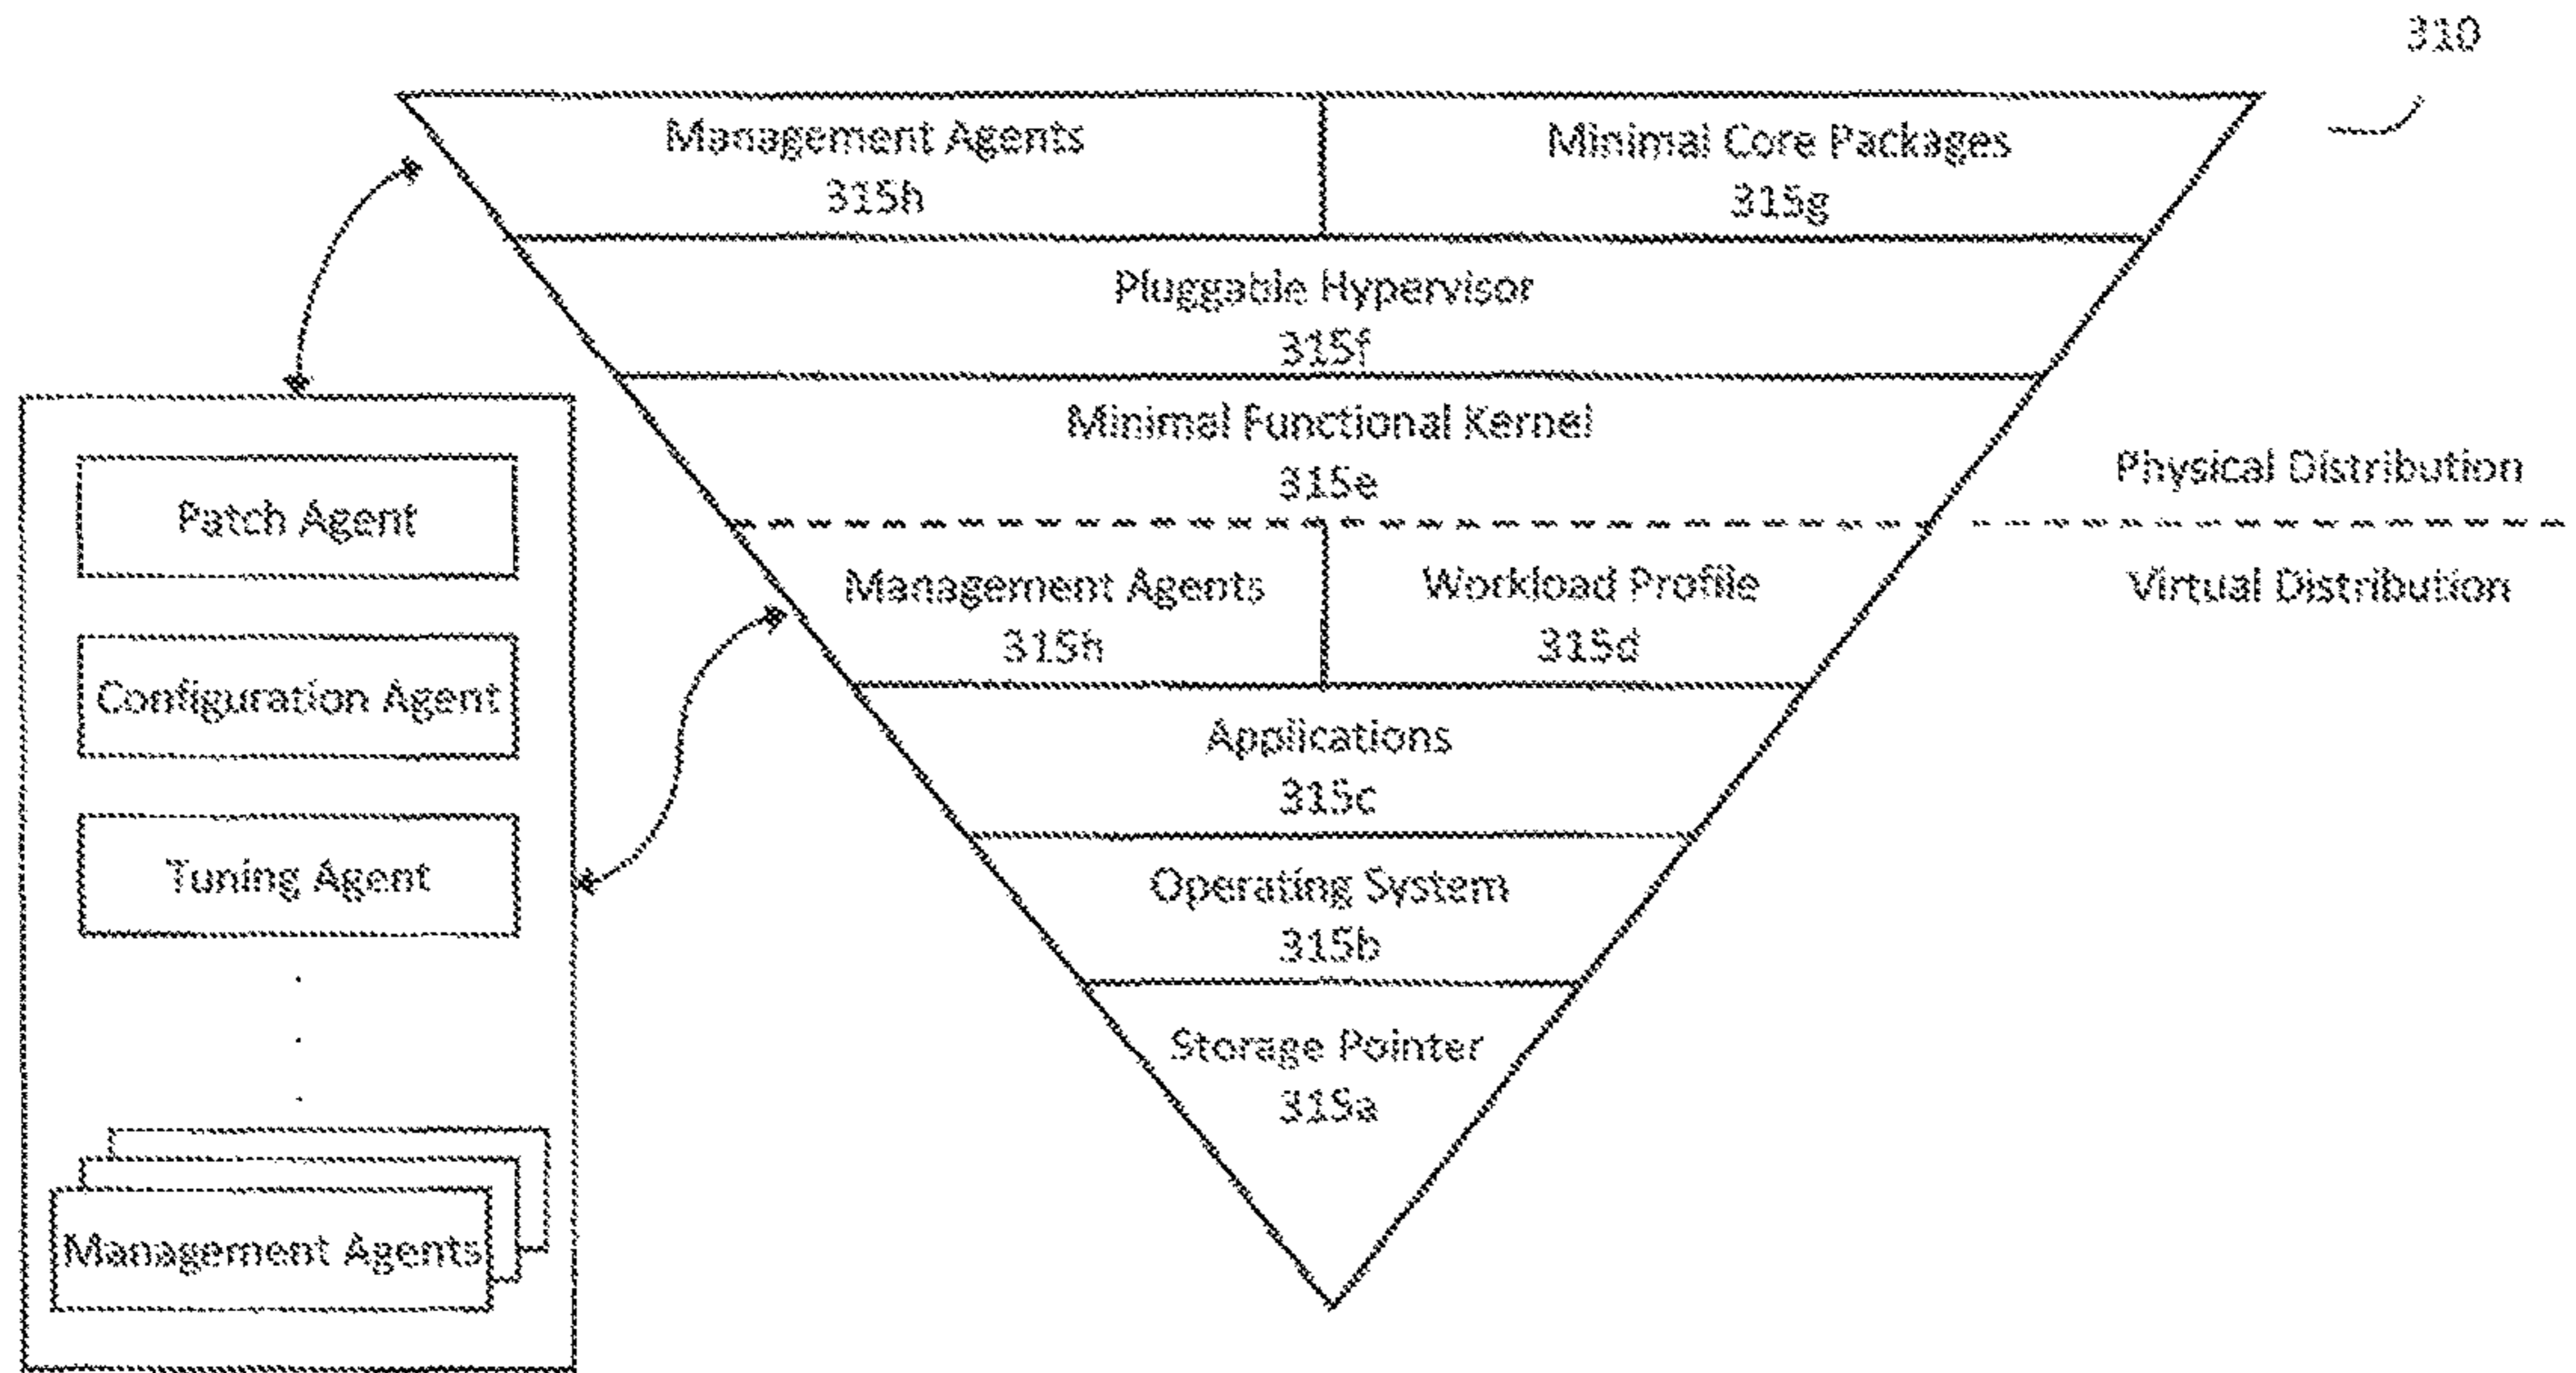 310
Management Agents
315h
Minimal Core Packages
315g
Pluggable Hypervisor
315f
Minimal Functional Kernel
315e
Physical Distribution
Virtual Distribution
Management Agents
315h
Workload Profile
315d
Applications
315c
Operating System
315b
Storage Pointer
315a
Patch Agent
Configuration Agent
Tuning Agent
Management Agents